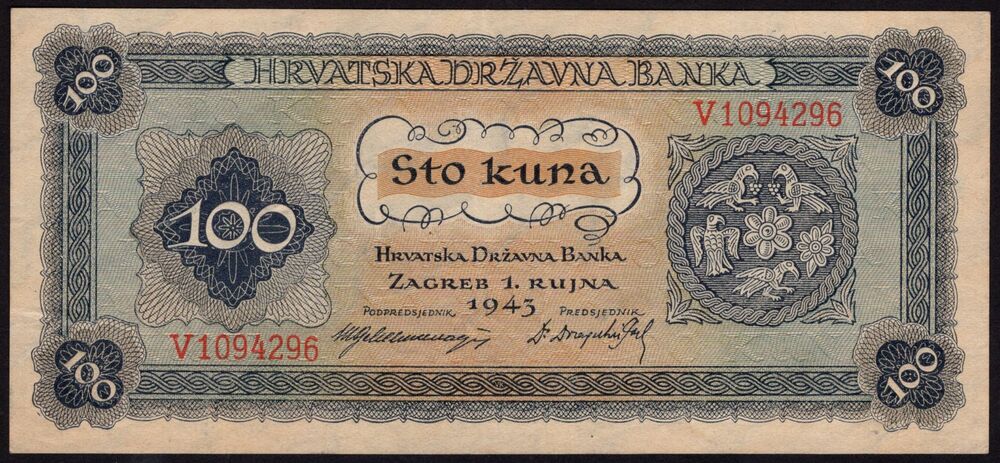 100
HRVATSKA DRŽAVNA BANKA
100
V1094296
Sto kuna
100
HRVATSKA DRŽAVNA BANKA
ZAGREB 1. RUJNA
1943
PODPREDSJEDNIK PREDSJEDNIK
V1094296
100
100